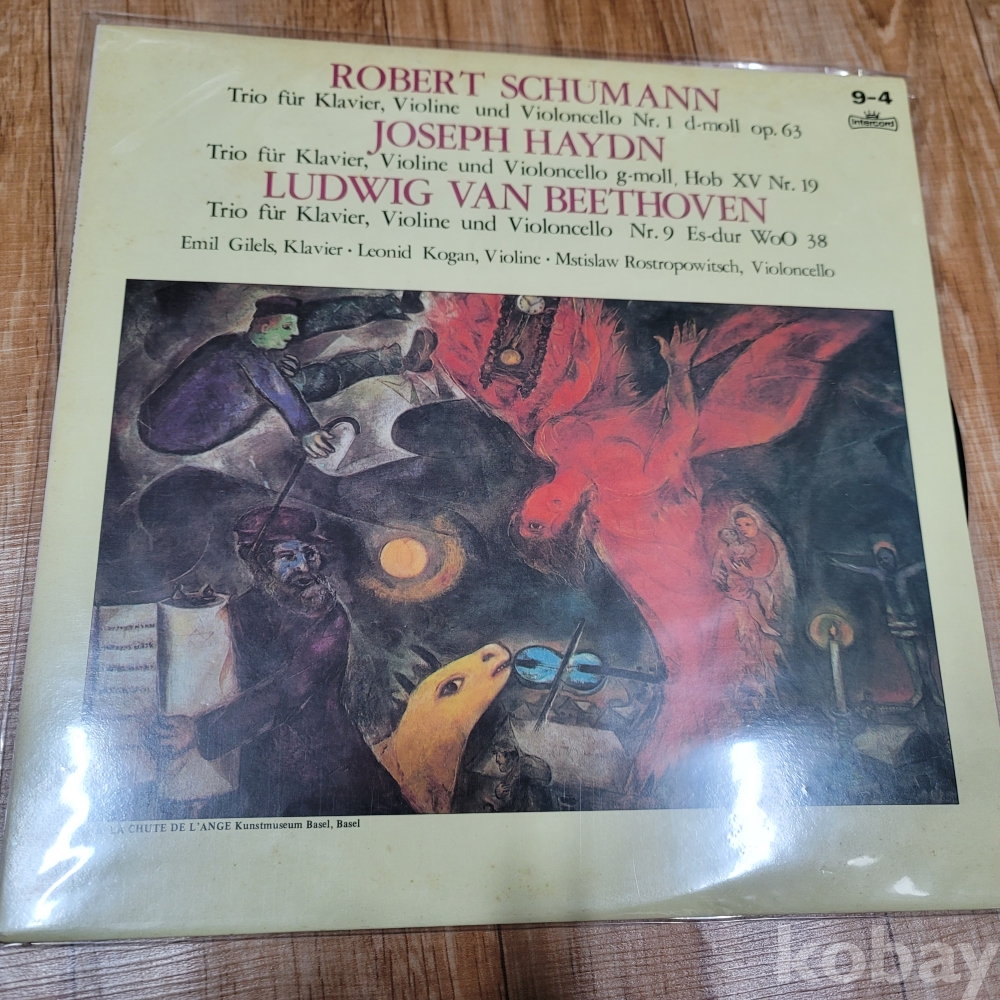 ROBERT SCHUMANN
Trio für Klavier, Violine und Violoncello Nr. 1 d-moll op. 63
9-4
intercord
JOSEPH HAYDN
Trio für Klavier, Violine und Violoncello g-moll, Hob XV Nr. 19
LUDWIG VAN BEETHOVEN
Trio für Klavier, Violine und Violoncello Nr. 9 Es-dur WoO 38
Emil Gilels, Klavier · Leonid Kogan, Violine · Mstislaw Rostropowitsch, Violoncello
LA CHUTE DE L'ANGE Kunstmuseum Basel, Basel
kobay